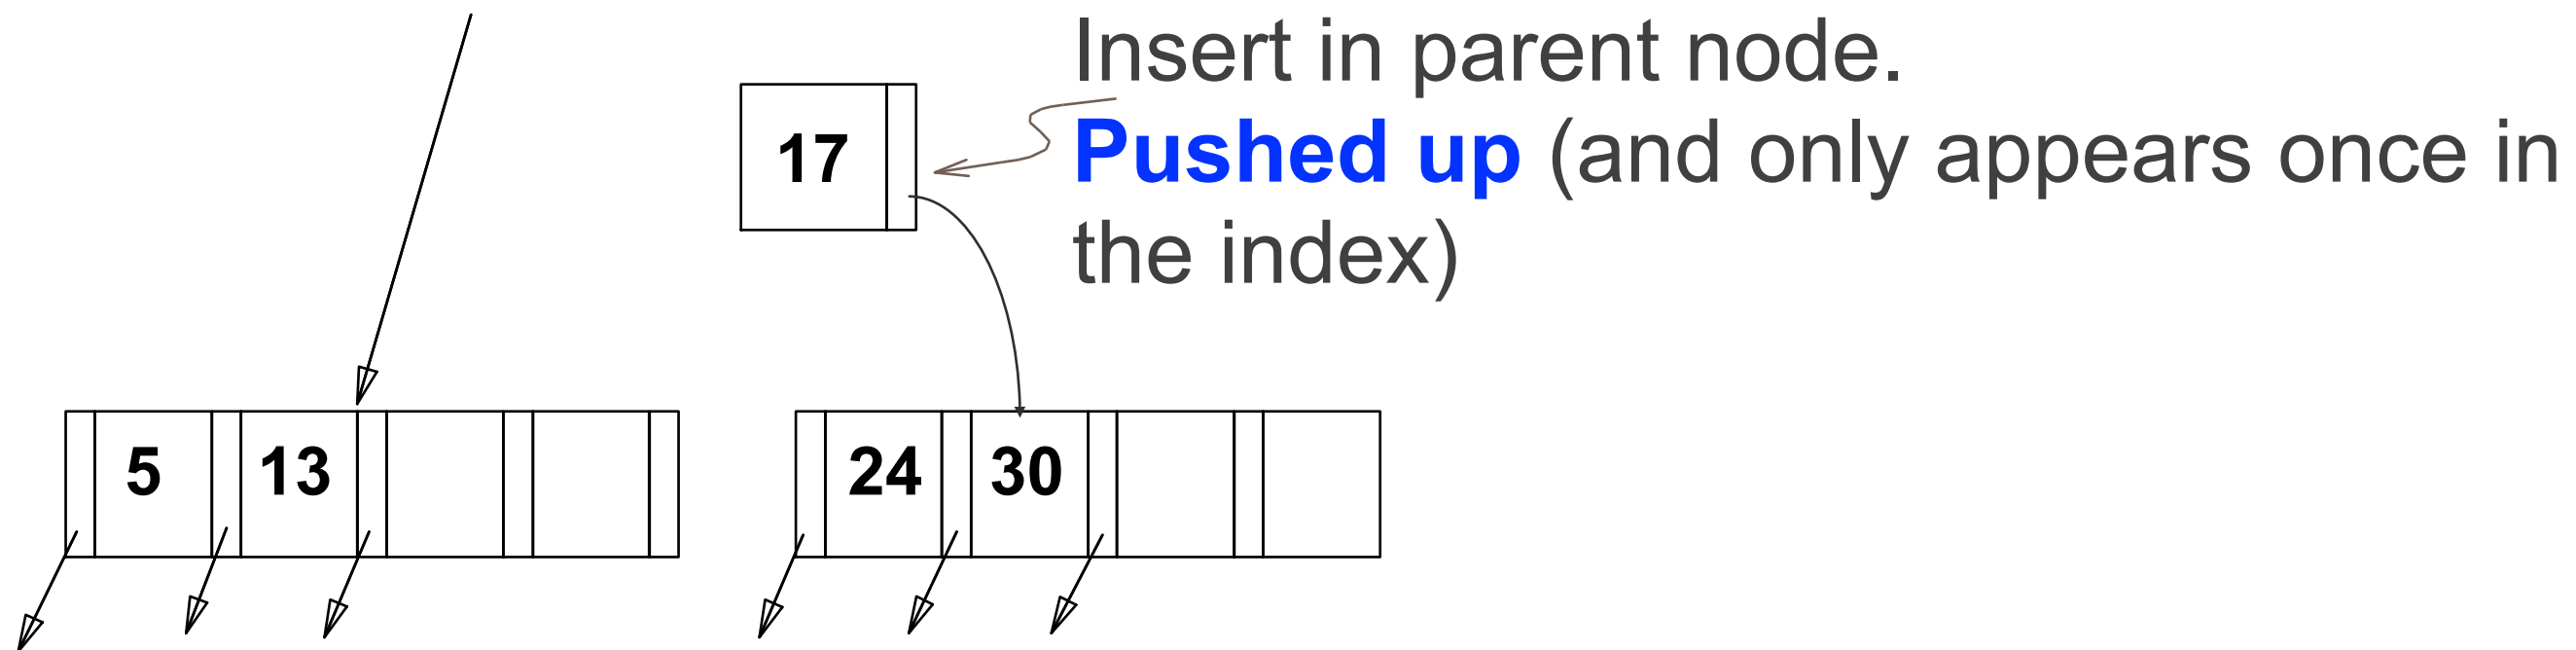 Insert in parent node.
17
Pushed up (and only appears once in
the index)
5 13
24 30